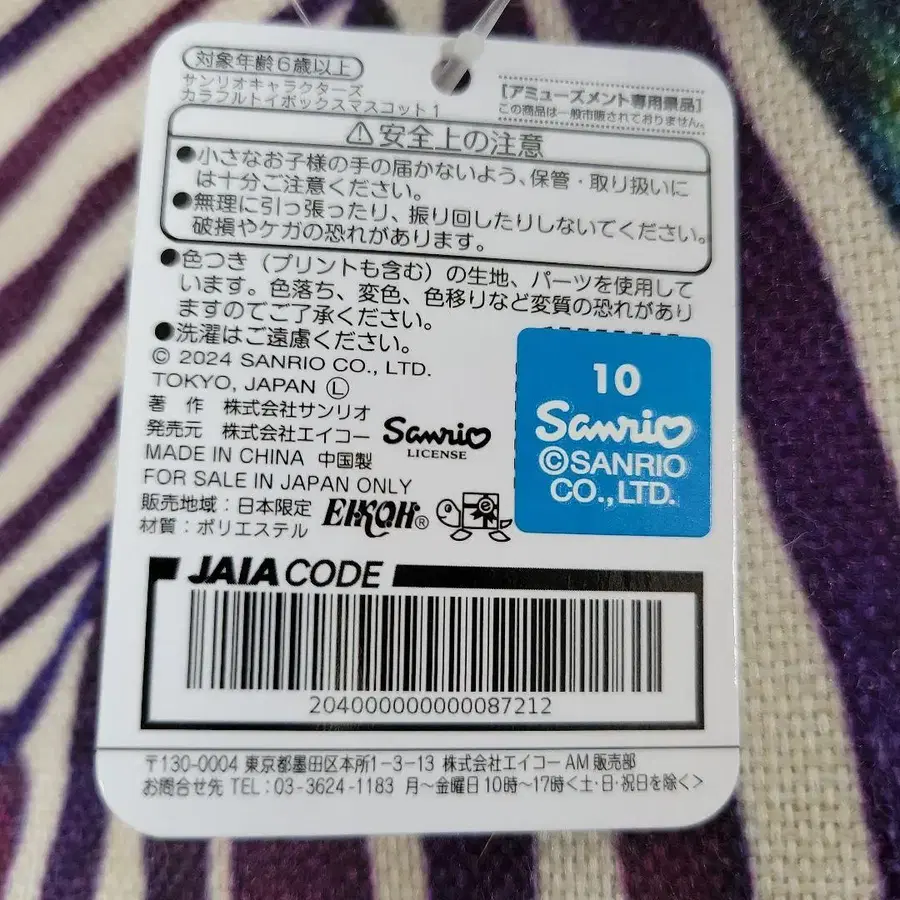 対象年齢6歳以上
サンリオキャラクターズ
カラフルトイボックスマスコット1
[アミューズメント専用景品]
この商品は一般市販されておりません。
⚠安全上の注意
●小さなお子様の手の届かないよう、保管・取り扱いに
は十分ご注意ください。
●無理に引っ張ったり、振り回したりしないでください。
破損やケガの恐れがあります。
●色つき（プリントも含む）の生地、パーツを使用して
います。色落ち、変色、色移りなど変質の恐れがあり
ますのでご了承ください。
●洗濯はご遠慮ください。
© 2024 SANRIO CO., LTD.
TOKYO, JAPAN Ⓛ
著 作 株式会社サンリオ
発売元 株式会社エイコー
Sanrio
LICENSE
MADE IN CHINA 中国製
FOR SALE IN JAPAN ONLY
販売地域：日本限定
材質：ポリエステル
EIKOH®
10
Sanrio
©SANRIO
CO., LTD.
JAIA CODE
2040000000000087212
〒130-0004 東京都墨田区本所1-3-13 株式会社エイコー AM販売部
お問合せ先 TEL：03-3624-1183 月～金曜日10時～17時<土・日・祝日を除く>